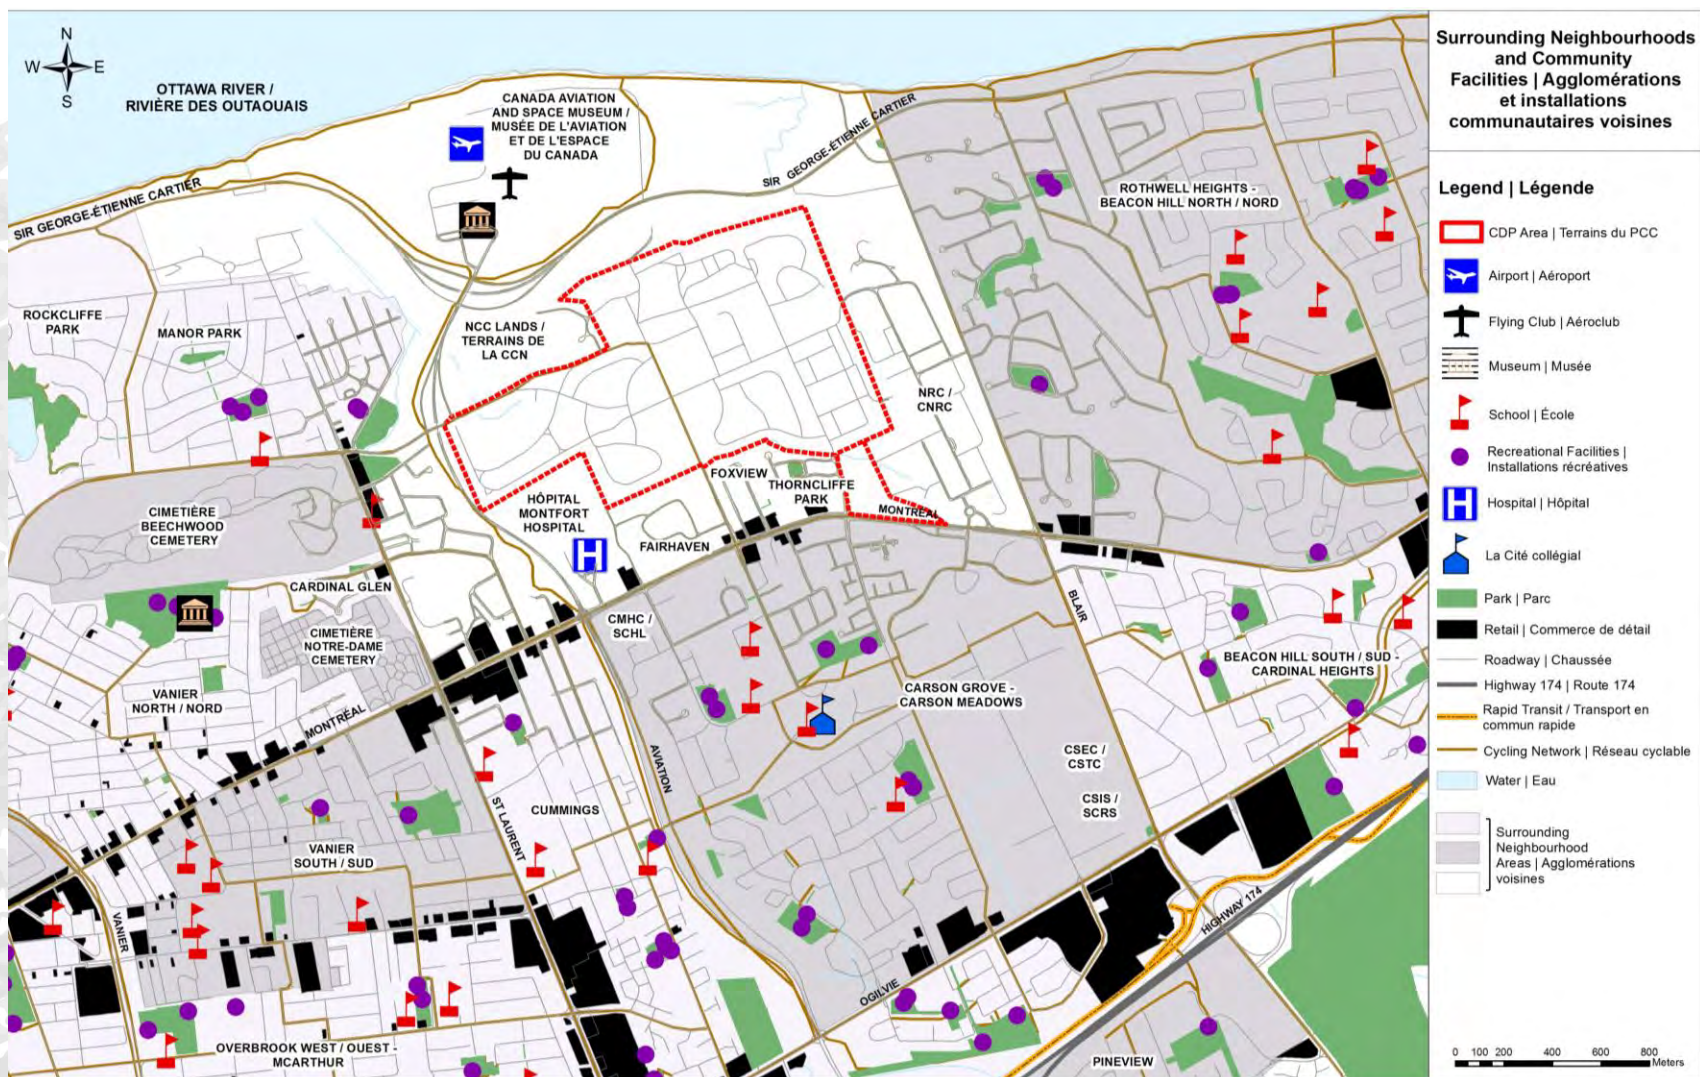 N
W E
S
OTTAWA RIVER /
RIVIÈRE DES OUTAOUAIS
CANADA AVIATION
AND SPACE MUSEUM /
MUSÉE DE L'AVIATION
ET DE L'ESPACE
DU CANADA
SIR GEORGE-ÉTIENNE CARTIER
SIR GEORGE-ÉTIENNE CARTIER
ROTHWELL HEIGHTS -
BEACON HILL NORTH / NORD
ROCKCLIFFE
PARK
MANOR PARK
NCC LANDS /
TERRAINS DE
LA CCN
NRC /
CNRC
FOXVIEW
THORNCLIFFE
PARK
MONTRÉAL
HÔPITAL
MONTFORT
HOSPITAL
H
FAIRHAVEN
CIMETIÈRE
BEECHWOOD
CEMETERY
CARDINAL GLEN
CIMETIÈRE
NOTRE-DAME
CEMETERY
CMHC /
SCHL
BLAIR
VANIER
NORTH / NORD
MONTRÉAL
BEACON HILL SOUTH / SUD -
CARDINAL HEIGHTS
CARSON GROVE -
CARSON MEADOWS
AVIATION
CSEC /
CSTC
CSIS /
SCRS
ST LAURENT
CUMMINGS
VANIER
SOUTH / SUD
VANIER
HIGHWAY 174
OGILVIE
OVERBROOK WEST / OUEST -
MCARTHUR
PINEVIEW
Surrounding Neighbourhoods
and Community
Facilities | Agglomérations
et installations
communautaires voisines
Legend | Légende
CDP Area | Terrains du PCC
Airport | Aéroport
Flying Club | Aéroclub
Museum | Musée
School | École
Recreational Facilities |
Installations récréatives
H
Hospital | Hôpital
La Cité collégial
Park | Parc
Retail | Commerce de détail
Roadway | Chaussée
Highway 174 | Route 174
Rapid Transit / Transport en
commun rapide
Cycling Network | Réseau cyclable
Water | Eau
Surrounding
Neighbourhood
Areas | Agglomérations
voisines
0 100 200 400 600 800
Meters